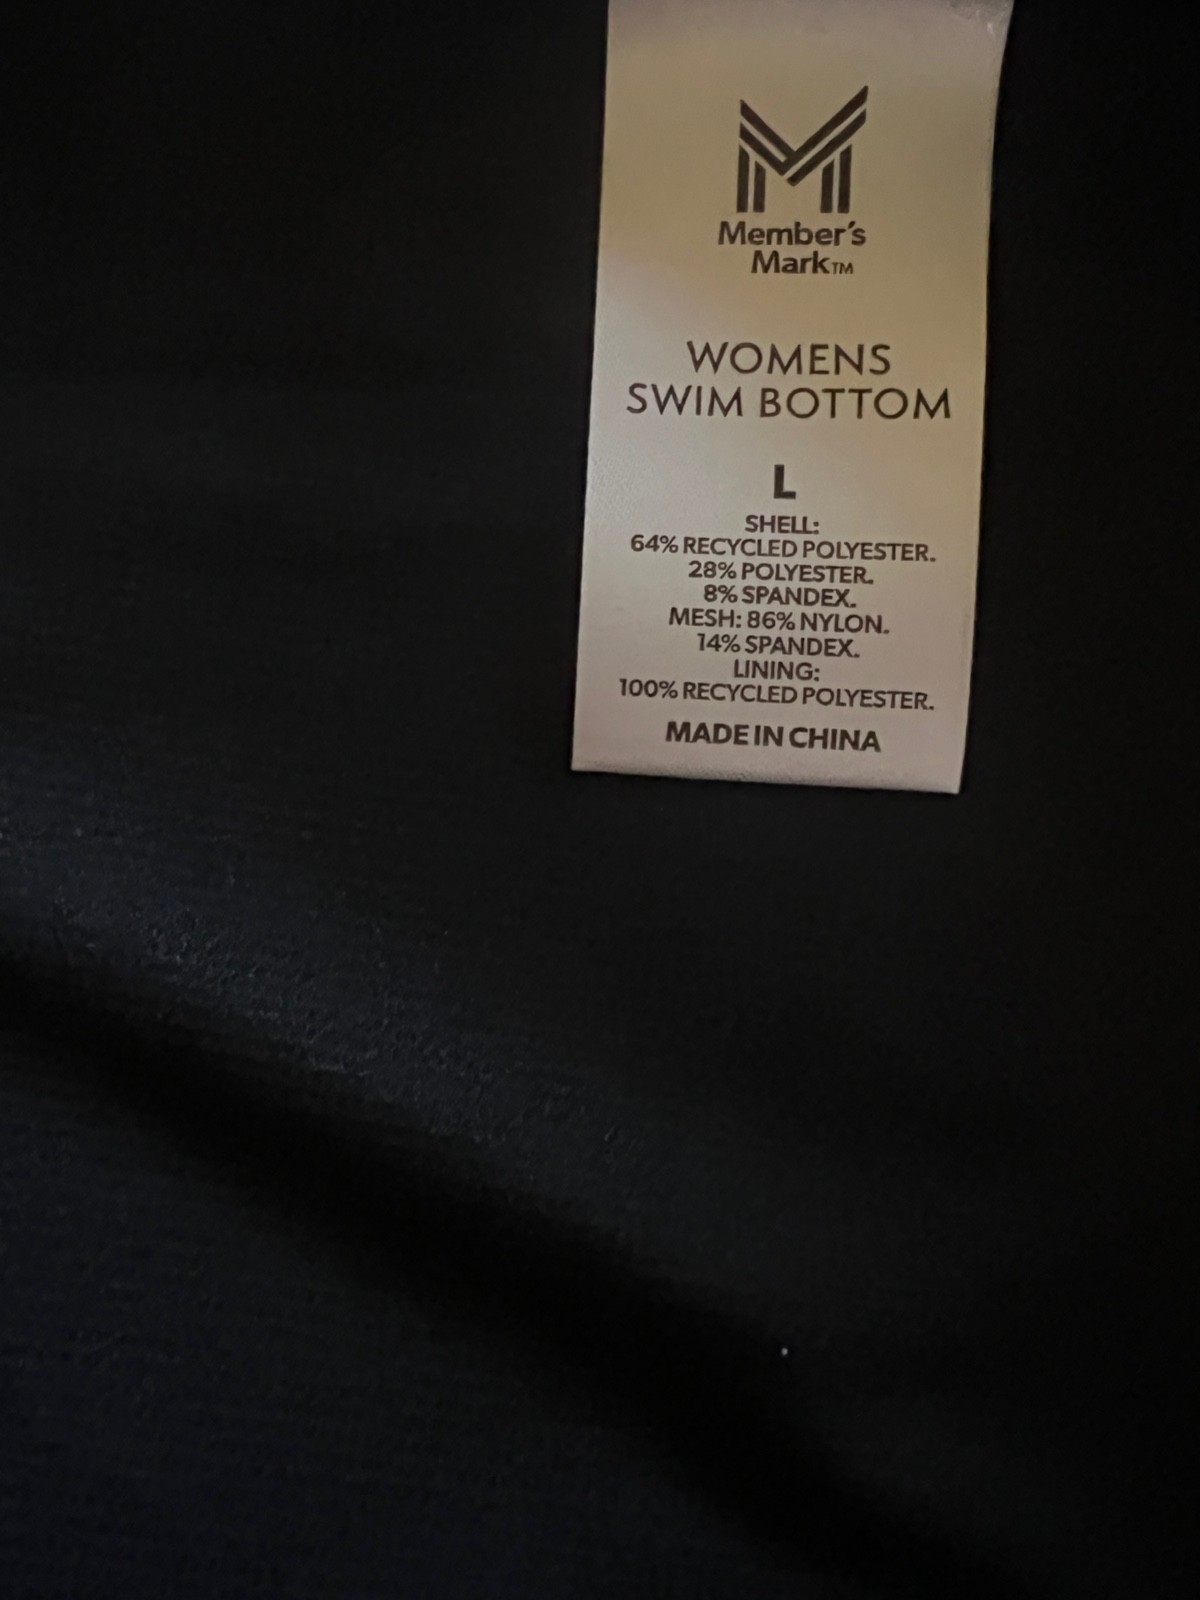 Member's
Mark™
WOMENS
SWIM BOTTOM
L
SHELL:
64% RECYCLED POLYESTER.
28% POLYESTER.
8% SPANDEX.
MESH: 86% NYLON.
14% SPANDEX.
LINING:
100% RECYCLED POLYESTER.
MADE IN CHINA